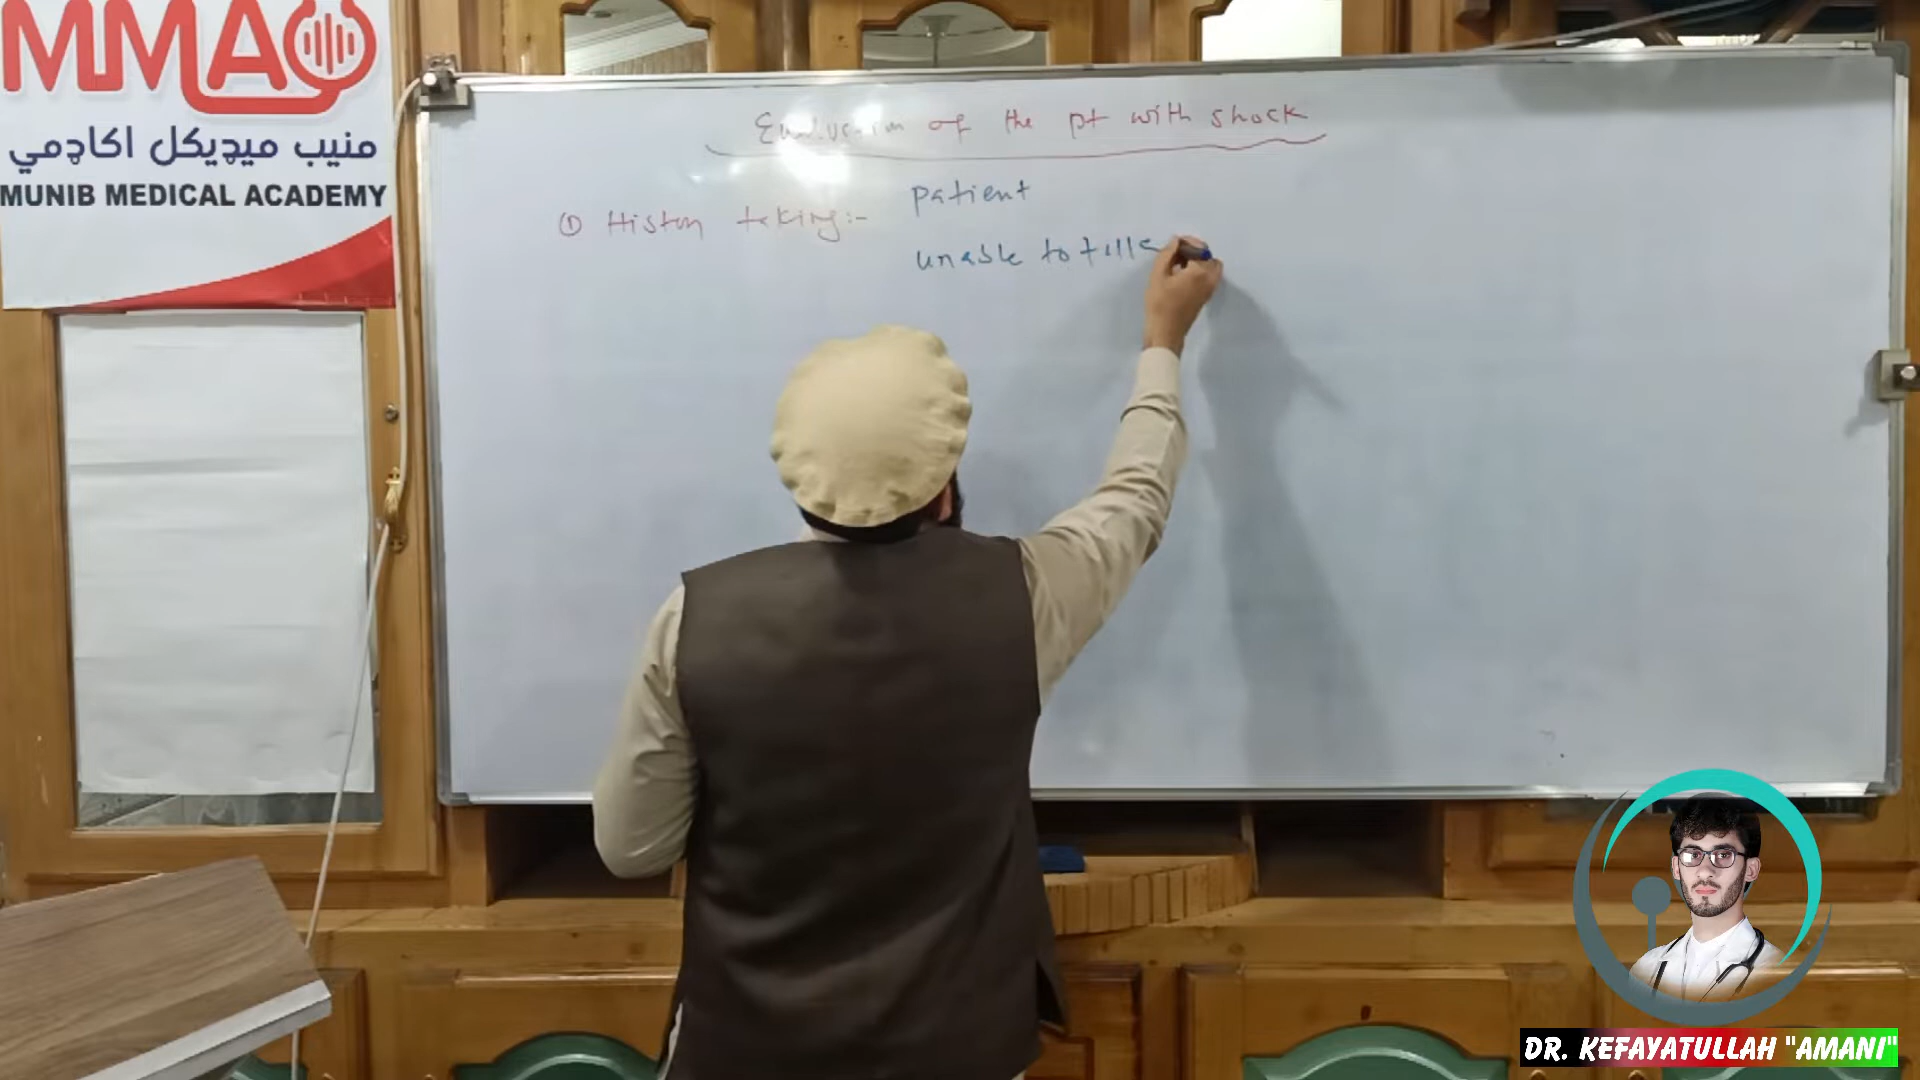 MMA
منیب میډیکل اکاډمي
MUNIB MEDICAL ACADEMY
Evaluation of the pt with shock
① History taking:-
patient
unable to tell
DR. KEFAYATULLAH "AMANI"